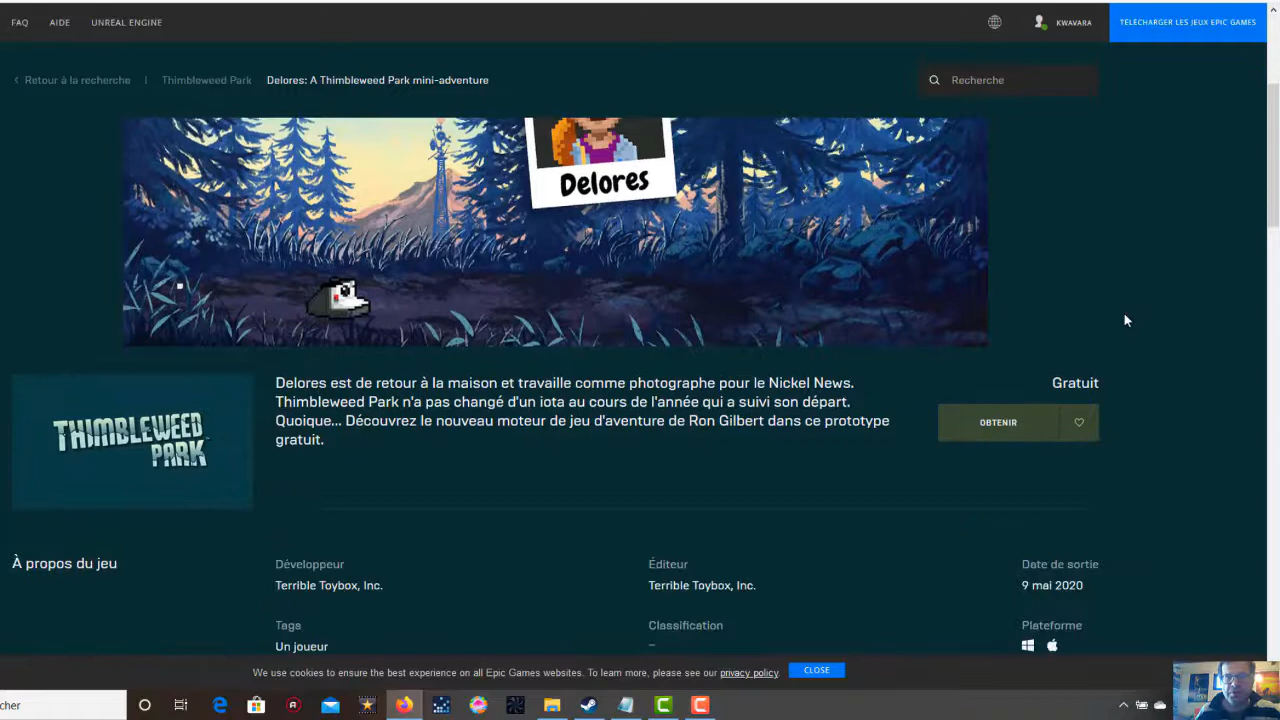 FAQ AIDE UNREAL ENGINE KWAVARA TÉLÉCHARGER LES JEUX EPIC GAMES
Retour à la recherche | Thimbleweed Park Delores: A Thimbleweed Park mini-adventure Recherche
Delores
Delores est de retour à la maison et travaille comme photographe pour le Nickel News.
Thimbleweed Park n'a pas changé d'un iota au cours de l'année qui a suivi son départ.
Quoique... Découvrez le nouveau moteur de jeu d'aventure de Ron Gilbert dans ce prototype
gratuit.
Gratuit
OBTENIR
THIMBLEWEED
PARK
À propos du jeu
Développeur Éditeur Date de sortie
Terrible Toybox, Inc. Terrible Toybox, Inc. 9 mai 2020
Tags Classification Plateforme
Un joueur –
We use cookies to ensure the best experience on all Epic Games websites. To learn more, please see our privacy policy. CLOSE
cher